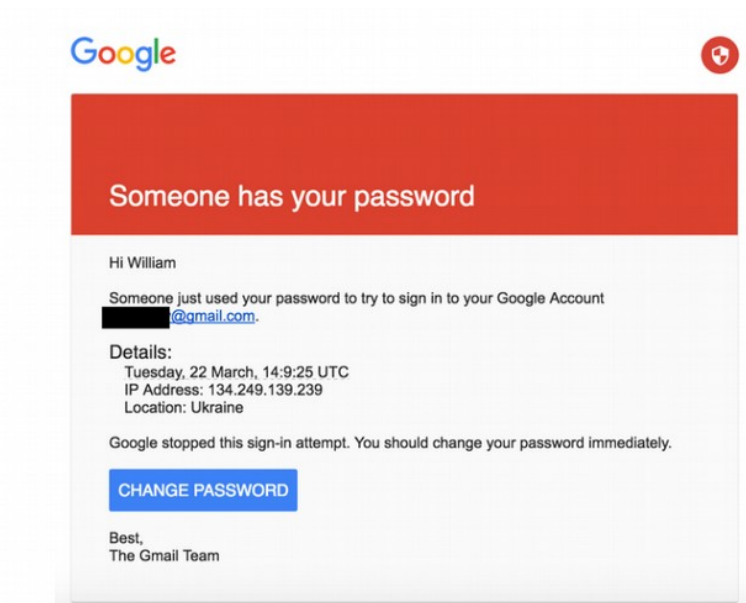 Google
Someone has your password
Hi William
Someone just used your password to try to sign in to your Google Account
@gmail.com.
Details:
Tuesday, 22 March, 14:9:25 UTC
IP Address: 134.249.139.239
Location: Ukraine
Google stopped this sign-in attempt. You should change your password immediately.
CHANGE PASSWORD
Best,
The Gmail Team